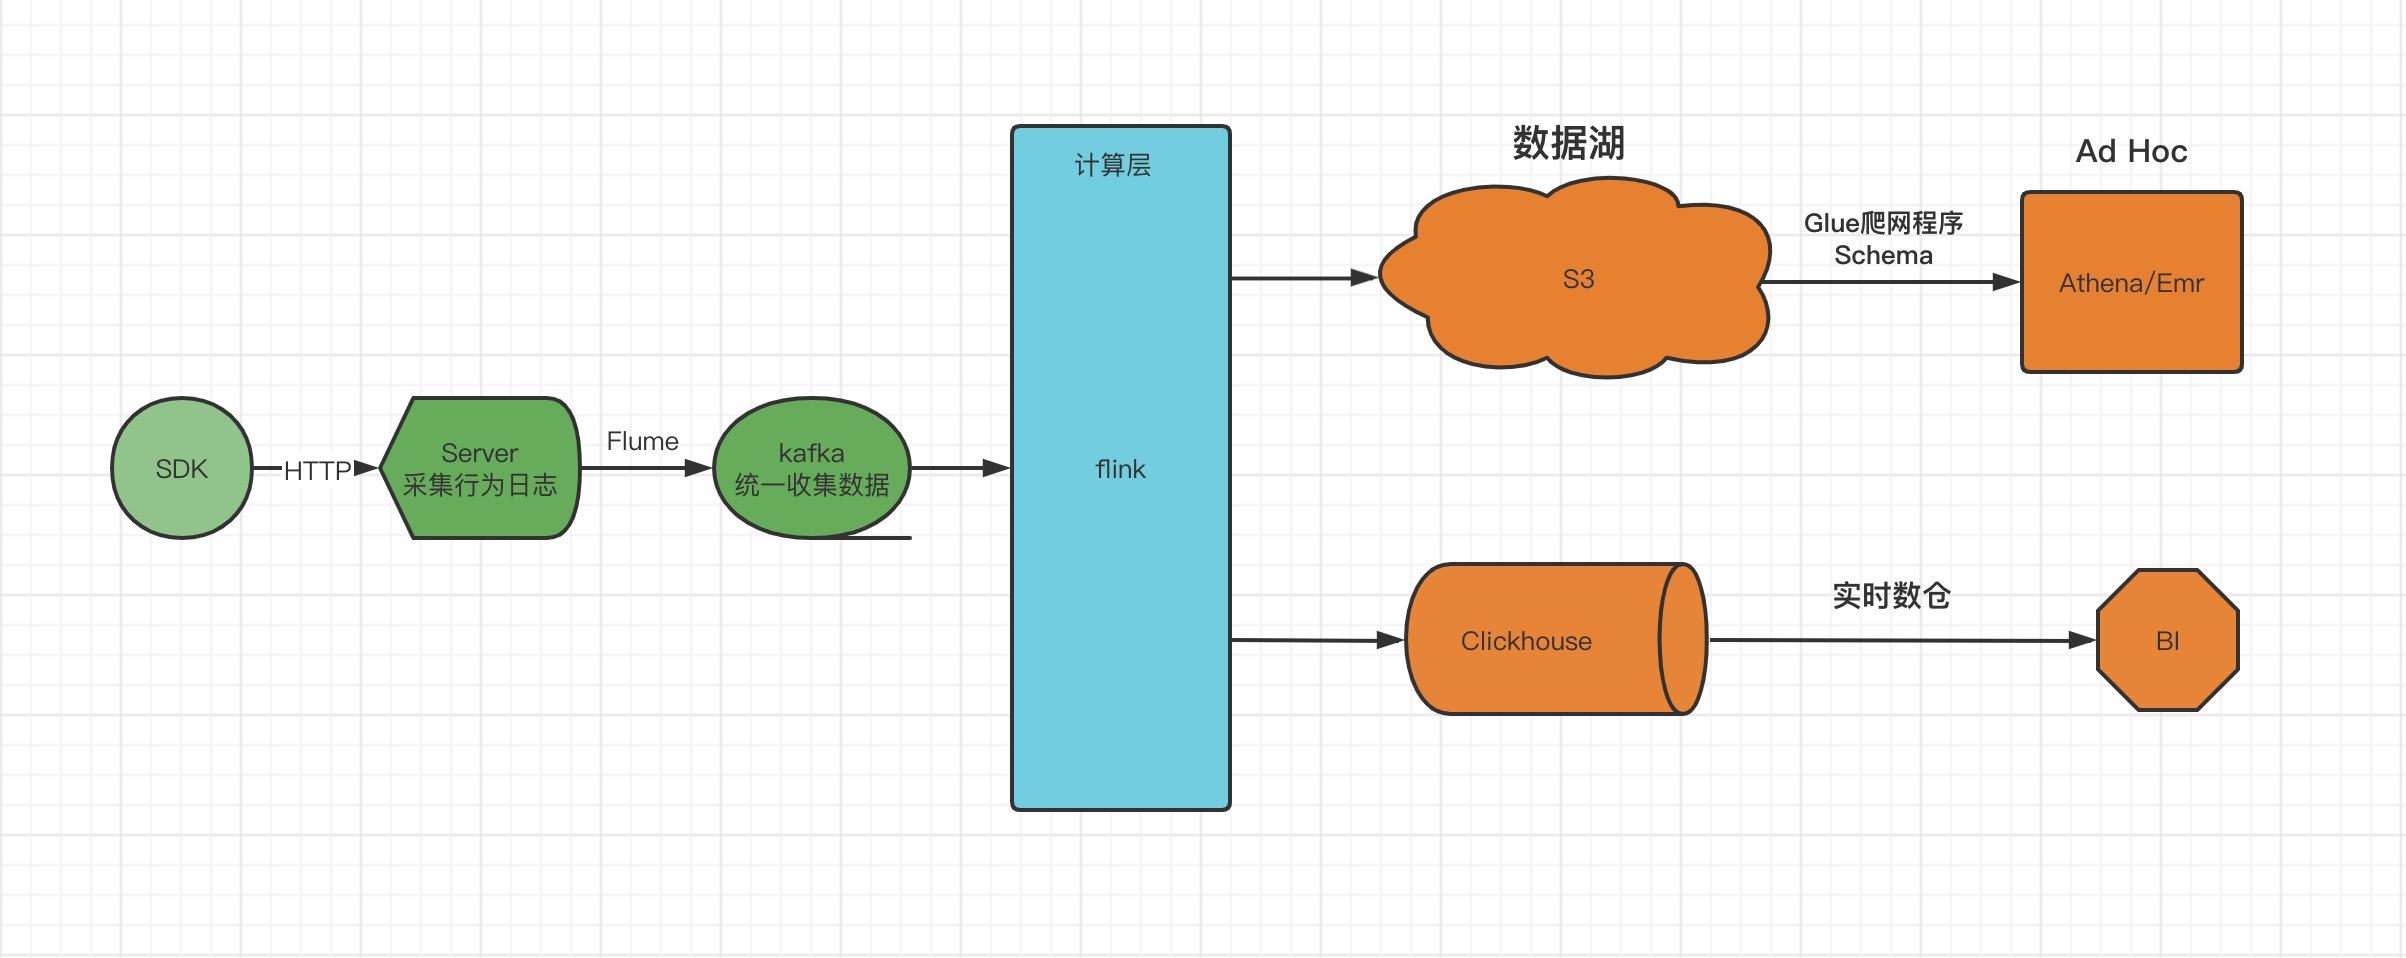 SDK
HTTP
Server
采集行为日志
Flume
kafka
统一收集数据
计算层
flink
数据湖
S3
Glue爬网程序
Schema
Ad Hoc
Athena/Emr
Clickhouse
实时数仓
BI